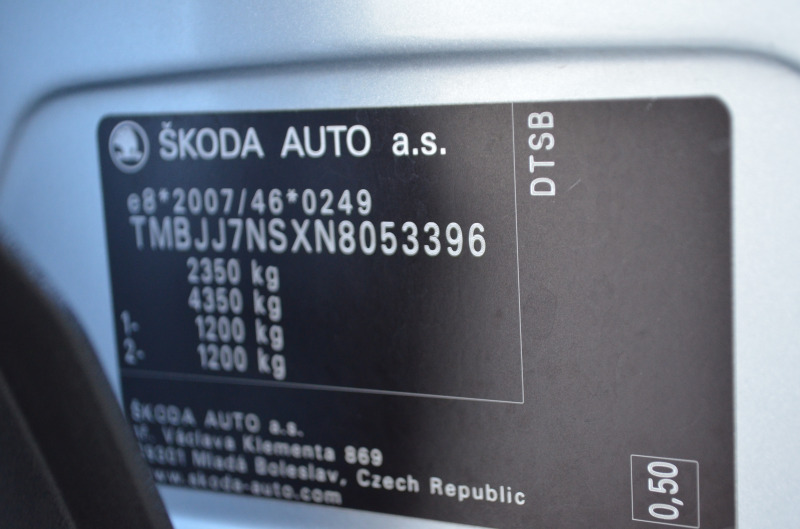 ŠKODA AUTO a.s.
DTSB
e8*2007/46*0249
TMBJJ7NSXN8053396
2350 kg
4350 kg
1- 1200 kg
2- 1200 kg
ŠKODA AUTO a.s.
Václava Klementa 869
Mladá Boleslav, Czech Republic
www.skoda-auto.com
0,50